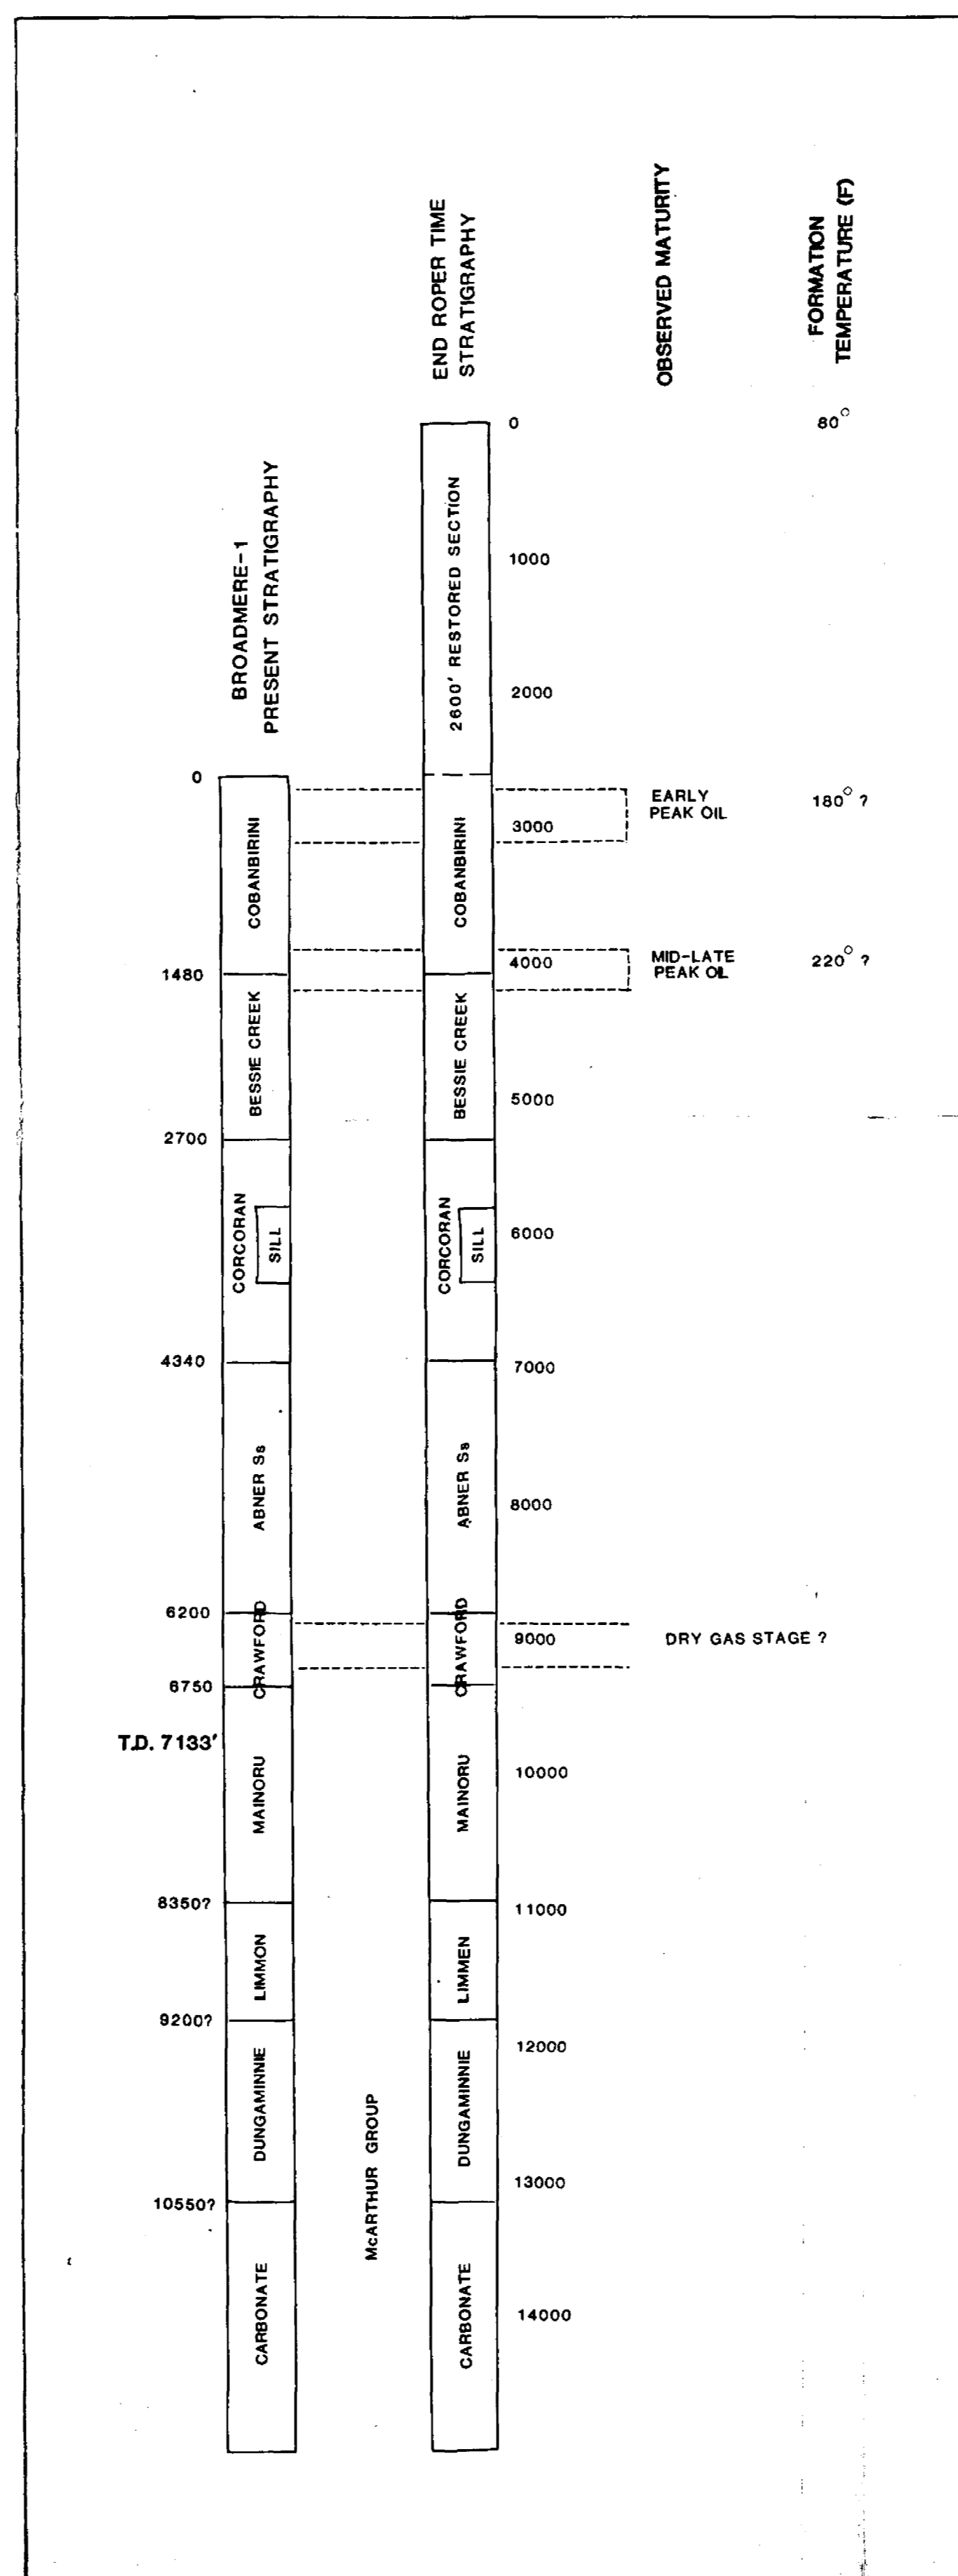 BROADMERE-1
PRESENT STRATIGRAPHY
END ROPER TIME
STRATIGRAPHY
OBSERVED MATURITY
FORMATION
TEMPERATURE (F)
0
80°
2600' RESTORED SECTION
1000
2000
0
COBANBIRINI
COBANBIRINI
3000
EARLY
PEAK OIL
180° ?
4000
MID-LATE
PEAK OIL
220° ?
1480
BESSIE CREEK
BESSIE CREEK
5000
2700
CORCORAN
SILL
CORCORAN
SILL
6000
4340
7000
ABNER Ss
ABNER Ss
8000
6200
CRAWFORD
CRAWFORD
9000
DRY GAS STAGE ?
6750
T.D. 7133'
MAINORU
MAINORU
10000
8350?
11000
LIMMON
LIMMEN
9200?
12000
DUNGAMINNIE
DUNGAMINNIE
McARTHUR GROUP
13000
10550?
CARBONATE
CARBONATE
14000